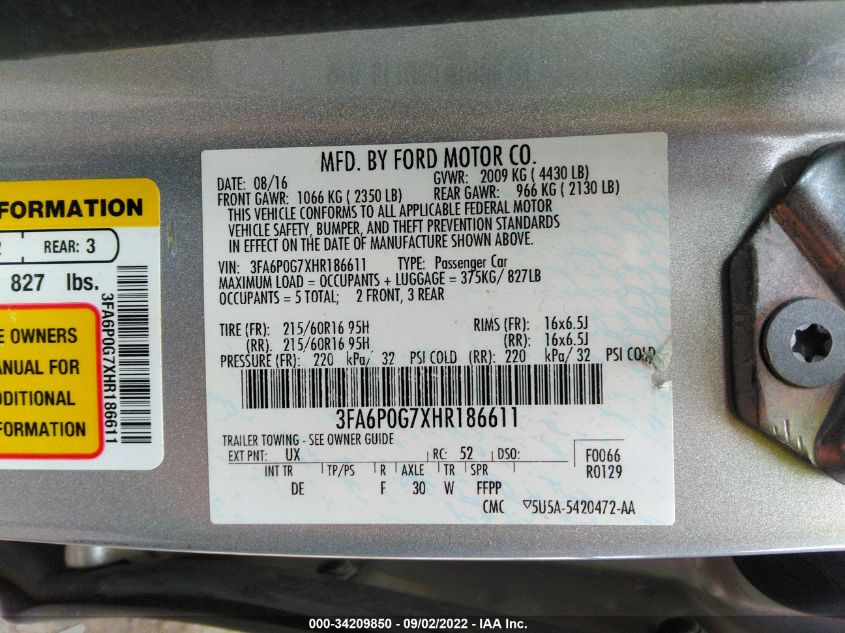 MFD. BY FORD MOTOR CO.
DATE: 08/16 GVWR: 2009 KG ( 4430 LB)
FRONT GAWR: 1066 KG ( 2350 LB) REAR GAWR: 966 KG ( 2130 LB)
THIS VEHICLE CONFORMS TO ALL APPLICABLE FEDERAL MOTOR
VEHICLE SAFETY, BUMPER, AND THEFT PREVENTION STANDARDS
IN EFFECT ON THE DATE OF MANUFACTURE SHOWN ABOVE.
VIN: 3FA6P0G7XHR186611 TYPE: Passenger Car
MAXIMUM LOAD = OCCUPANTS + LUGGAGE = 375KG/ 827LB
OCCUPANTS = 5 TOTAL; 2 FRONT, 3 REAR
TIRE (FR): 215/60R16 95H RIMS (FR): 16x6.5J
(RR): 215/60R16 95H (RR): 16x6.5J
PRESSURE (FR): 220 kPa/ 32 PSI COLD (RR): 220 kPa/ 32 PSI COLD
3FA6P0G7XHR186611
TRAILER TOWING - SEE OWNER GUIDE
EXT PNT: UX RC: 52 DSO: F0066
R0129
INT TR TP/PS R AXLE TR SPR
DE F 30 W FFPP
CMC ▽5U5A-5420472-AA
FORMATION
REAR: 3
827 lbs.
E OWNERS
ANUAL FOR
DDITIONAL
FORMATION
3FA6P0G7XHR186611
000-34209850 - 09/02/2022 - IAA Inc.